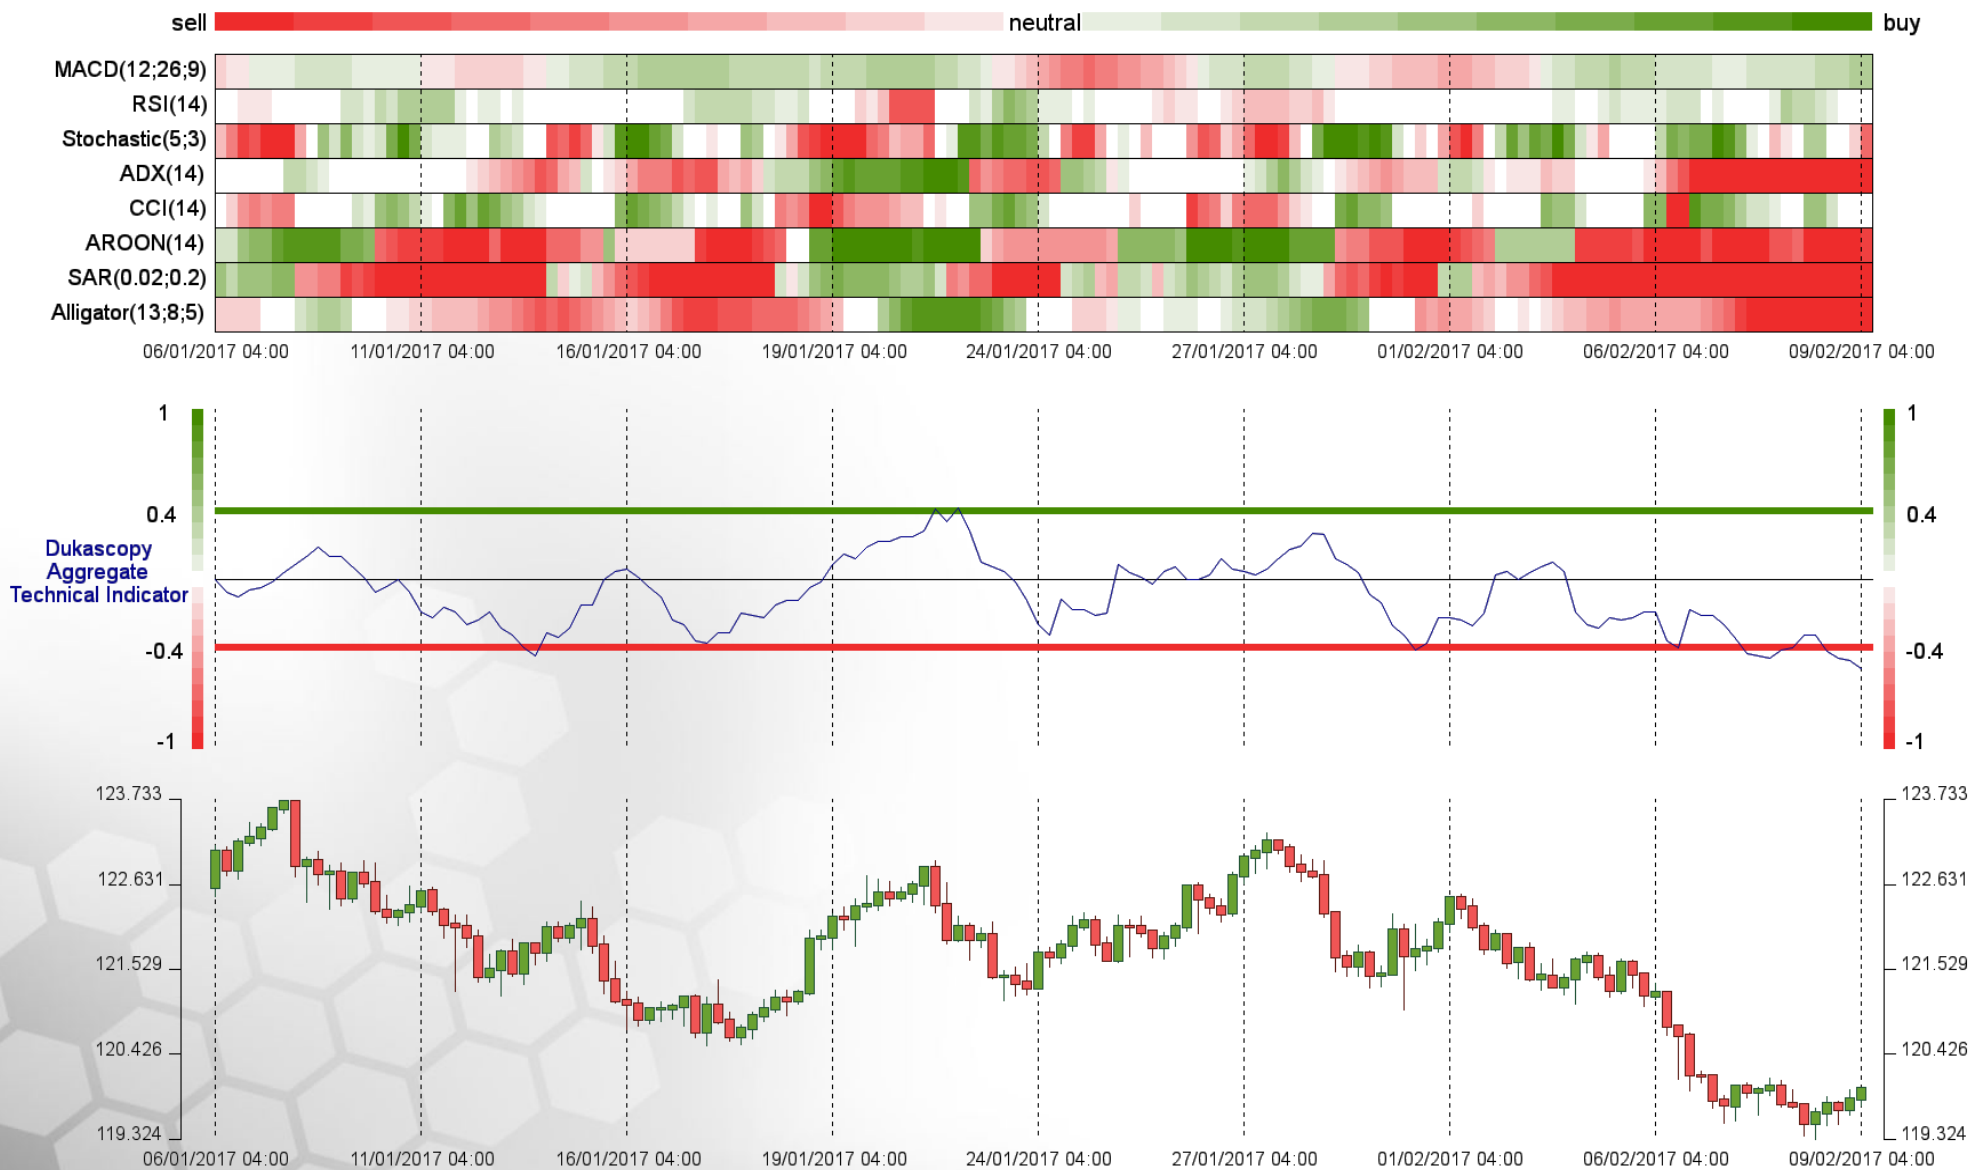 sell neutral buy
MACD(12;26;9)
RSI(14)
Stochastic(5;3)
ADX(14)
CCI(14)
AROON(14)
SAR(0.02;0.2)
Alligator(13;8;5)
06/01/2017 04:00 11/01/2017 04:00 16/01/2017 04:00 19/01/2017 04:00 24/01/2017 04:00 27/01/2017 04:00 01/02/2017 04:00 06/02/2017 04:00 09/02/2017 04:00
1 1
0.4 0.4
Dukascopy
Aggregate
Technical Indicator
-0.4 -0.4
-1 -1
123.733 123.733
122.631 122.631
121.529 121.529
120.426 120.426
119.324 119.324
06/01/2017 04:00 11/01/2017 04:00 16/01/2017 04:00 19/01/2017 04:00 24/01/2017 04:00 27/01/2017 04:00 01/02/2017 04:00 06/02/2017 04:00 09/02/2017 04:00